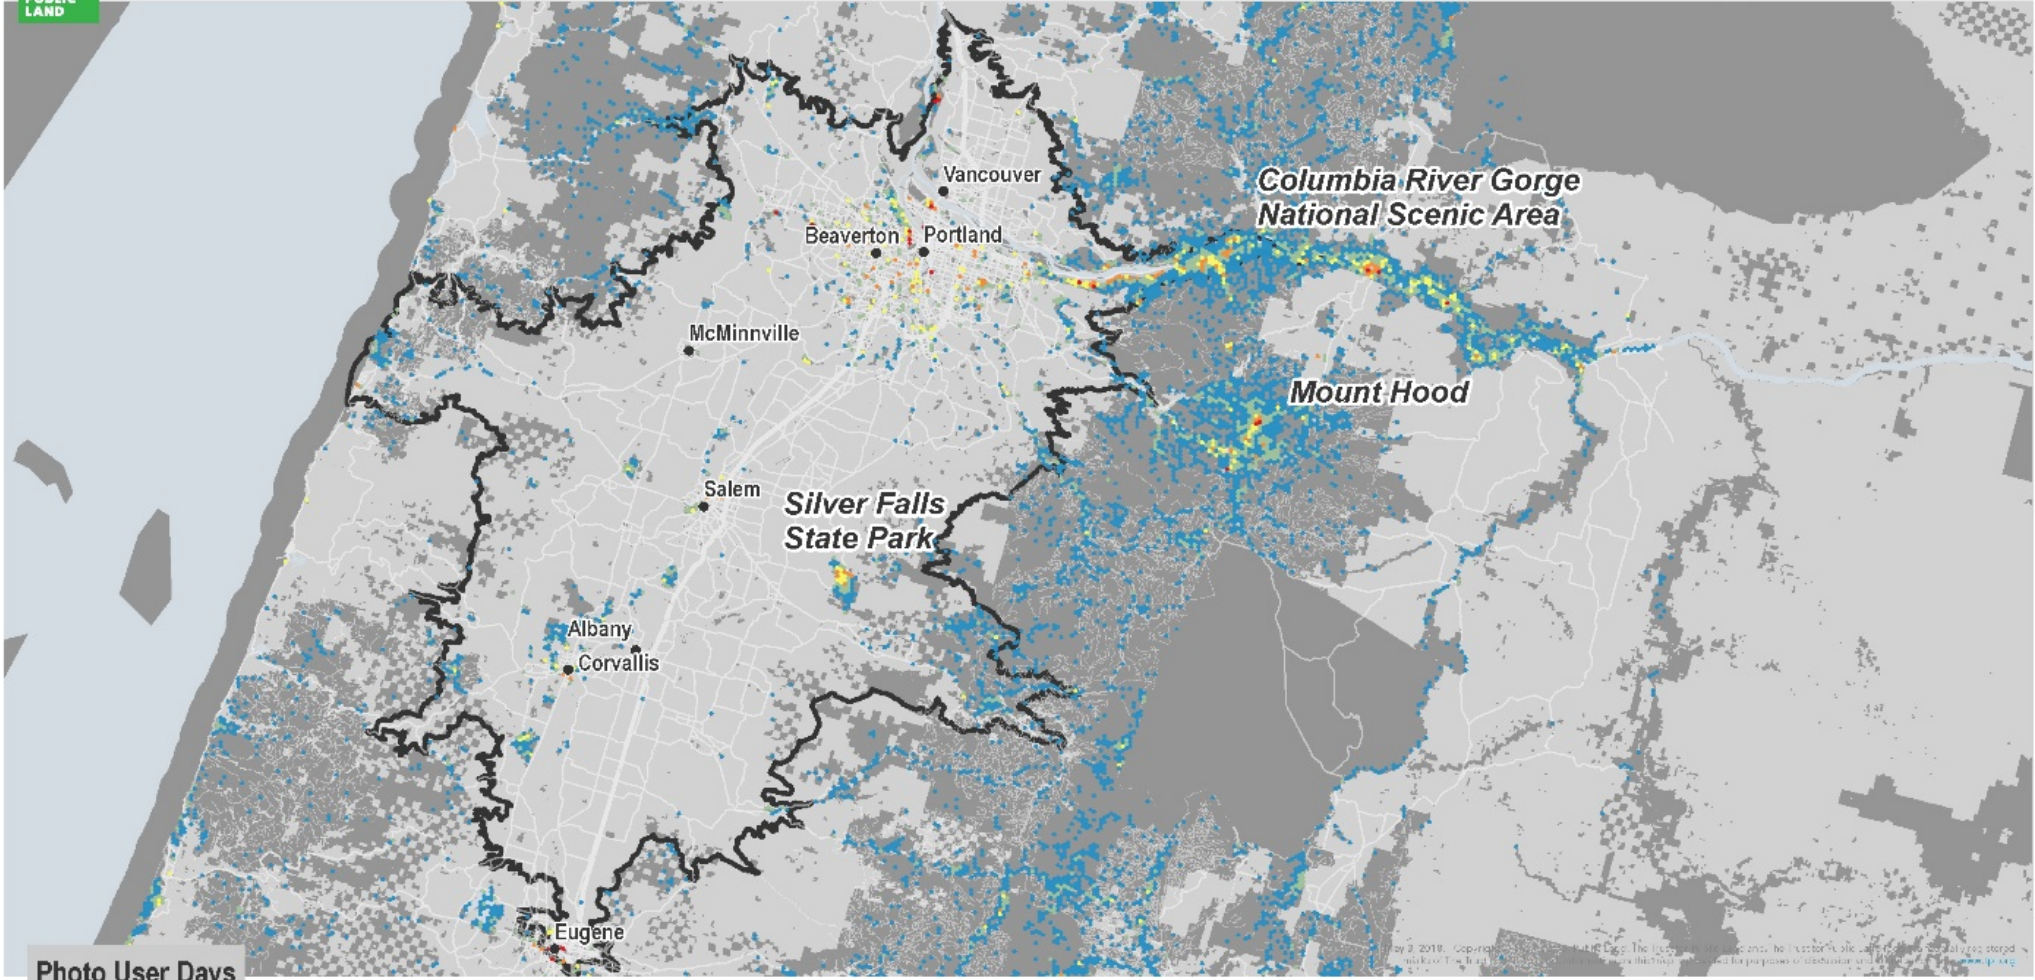 LAND
Vancouver
Columbia River Gorge
National Scenic Area
Beaverton
Portland
McMinnville
Mount Hood
Salem
Silver Falls
State Park
Albany
Corvallis
Eugene
Photo User Days